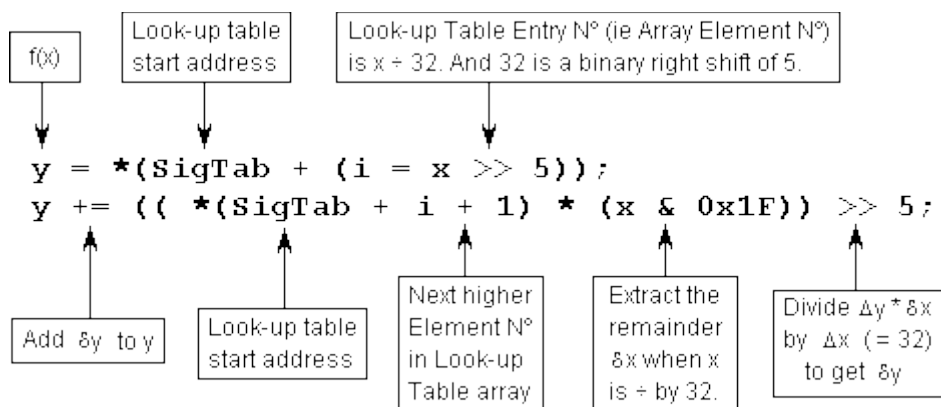 f(x)
Look-up table
start address
Look-up Table Entry N° (ie Array Element N°)
is x ÷ 32. And 32 is a binary right shift of 5.
y = *(SigTab + (i = x >> 5));
y += (( *(SigTab + i + 1) * (x & 0x1F)) >> 5;
Add δy to y
Look-up table
start address
Next higher
Element N°
in Look-up
Table array
Extract the
remainder
δx when x
is ÷ by 32.
Divide Δy * δx
by Δx (= 32)
to get δy